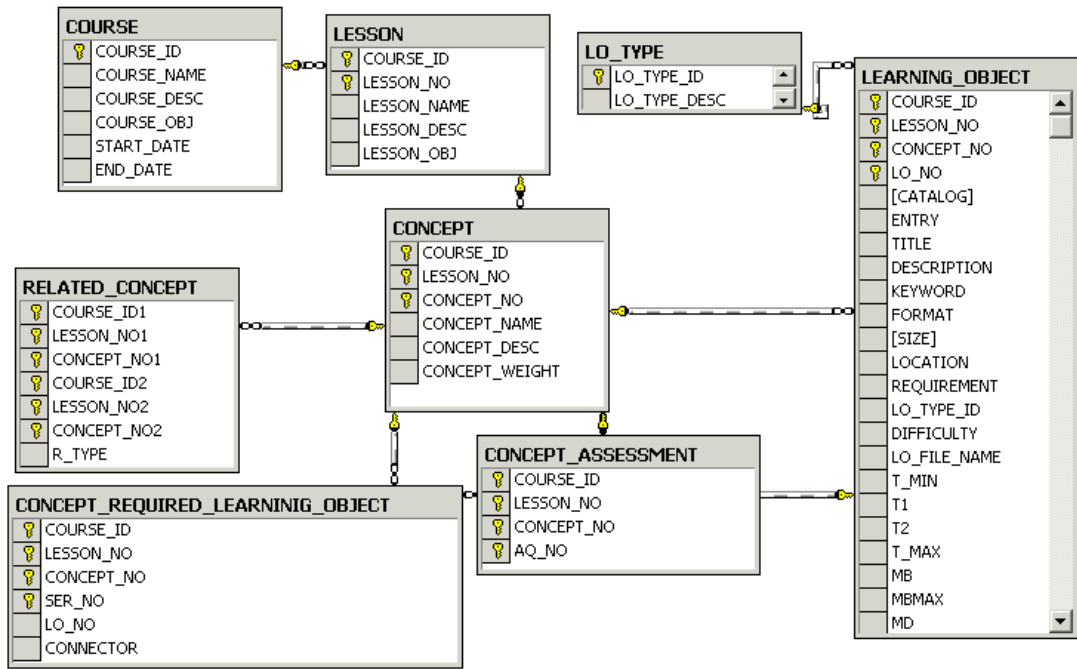 COURSE
COURSE_ID
COURSE_NAME
COURSE_DESC
COURSE_OBJ
START_DATE
END_DATE
LESSON
COURSE_ID
LESSON_NO
LESSON_NAME
LESSON_DESC
LESSON_OBJ
LO_TYPE
LO_TYPE_ID
LO_TYPE_DESC
LEARNING_OBJECT
COURSE_ID
LESSON_NO
CONCEPT_NO
LO_NO
[CATALOG]
ENTRY
TITLE
DESCRIPTION
KEYWORD
FORMAT
[SIZE]
LOCATION
REQUIREMENT
LO_TYPE_ID
DIFFICULTY
LO_FILE_NAME
T_MIN
T1
T2
T_MAX
MB
MBMAX
MD
CONCEPT
COURSE_ID
LESSON_NO
CONCEPT_NO
CONCEPT_NAME
CONCEPT_DESC
CONCEPT_WEIGHT
RELATED_CONCEPT
COURSE_ID1
LESSON_NO1
CONCEPT_NO1
COURSE_ID2
LESSON_NO2
CONCEPT_NO2
R_TYPE
CONCEPT_ASSESSMENT
COURSE_ID
LESSON_NO
CONCEPT_NO
AQ_NO
CONCEPT_REQUIRED_LEARNINIG_OBJECT
COURSE_ID
LESSON_NO
CONCEPT_NO
SER_NO
LO_NO
CONNECTOR